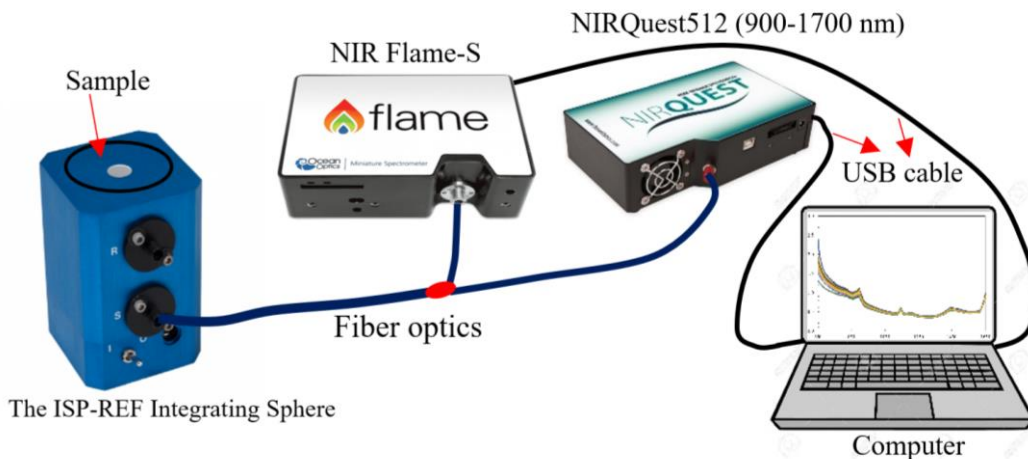 NIRQuest512 (900-1700 nm)
NIR Flame-S
Sample
flame
Ocean
Optics
Miniature Spectrometer
NIRQUEST
USB cable
R
S
I
Fiber optics
The ISP-REF Integrating Sphere
Computer